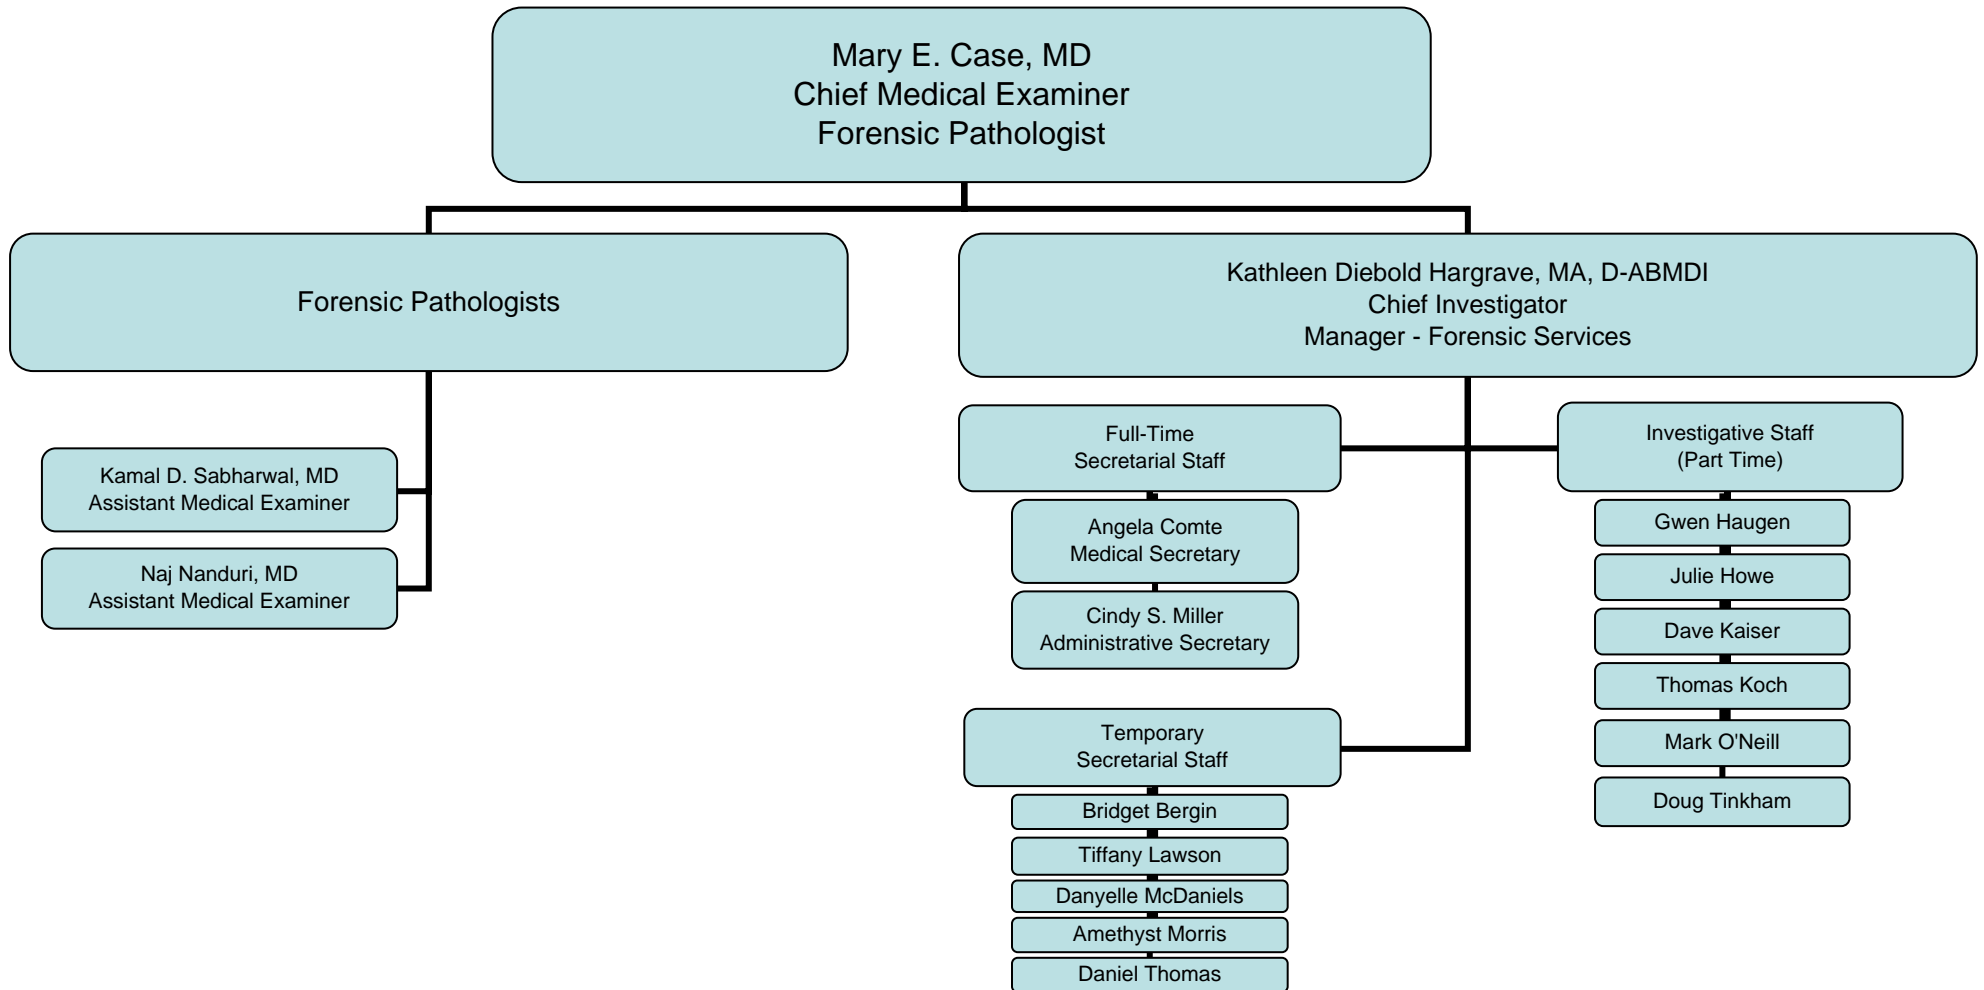 Mary E. Case, MD
Chief Medical Examiner
Forensic Pathologist
Forensic Pathologists
Kamal D. Sabharwal, MD
Assistant Medical Examiner
Naj Nanduri, MD
Assistant Medical Examiner
Kathleen Diebold Hargrave, MA, D-ABMDI
Chief Investigator
Manager - Forensic Services
Full-Time
Secretarial Staff
Angela Comte
Medical Secretary
Cindy S. Miller
Administrative Secretary
Temporary
Secretarial Staff
Bridget Bergin
Tiffany Lawson
Danyelle McDaniels
Amethyst Morris
Daniel Thomas
Investigative Staff
(Part Time)
Gwen Haugen
Julie Howe
Dave Kaiser
Thomas Koch
Mark O'Neill
Doug Tinkham